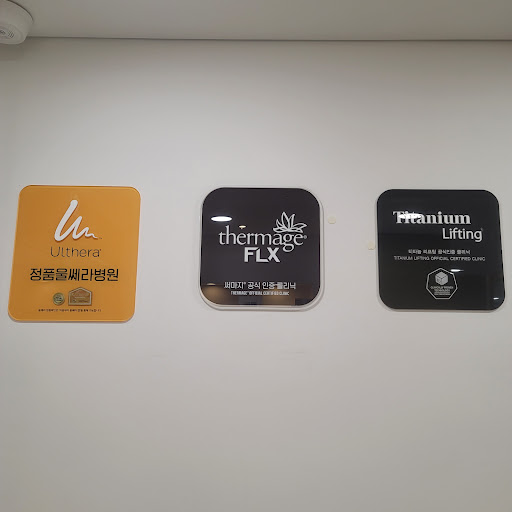 Ulthera
정품울쎄라병원
thermage®
FLX
써마지® 공식 인증 클리닉
THERMAGE® OFFICIAL CERTIFIED CLINIC
Titanium
Lifting
티타늄 리프팅 공식인증 클리닉
TITANIUM LIFTING OFFICIAL CERTIFIED CLINIC